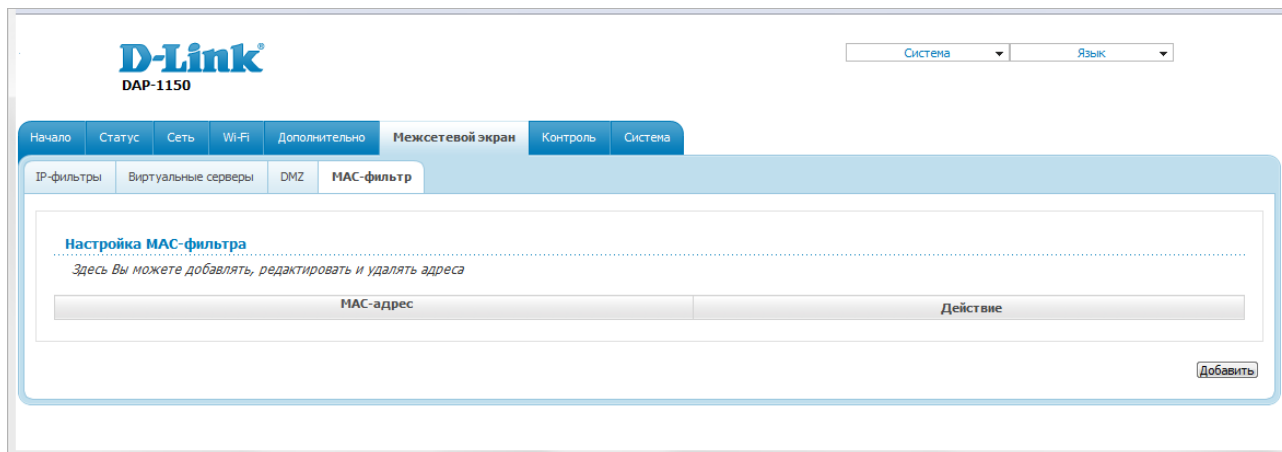 D-Link®
DAP-1150
Система Язык
Начало Статус Сеть Wi-Fi Дополнительно Межсетевой экран Контроль Система
IP-фильтры Виртуальные серверы DMZ MAC-фильтр
Настройка MAC-фильтра
Здесь Вы можете добавлять, редактировать и удалять адреса
MAC-адрес Действие
Добавить